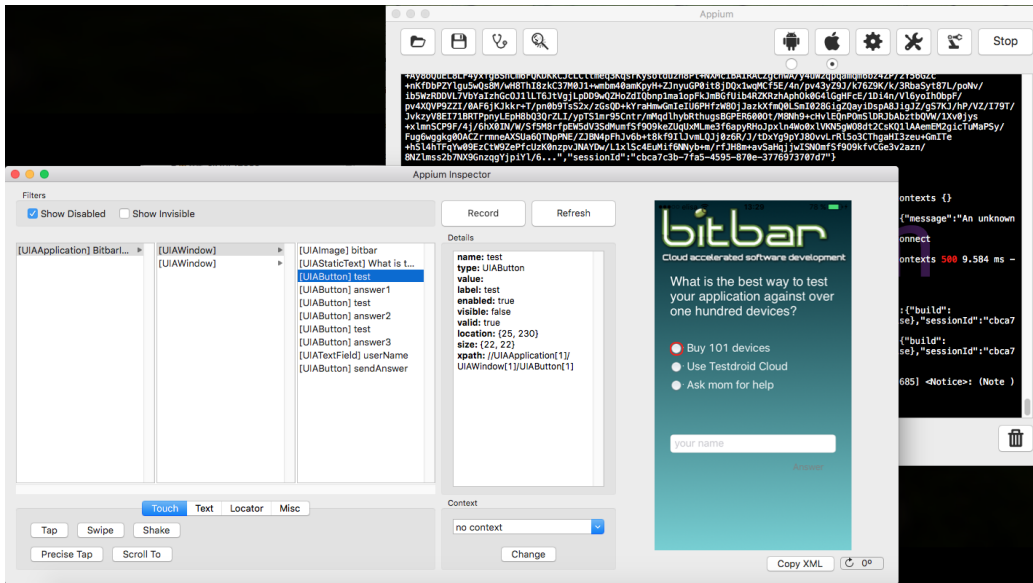 Appium
Stop
ontexts {}
{"message":"An unknown
onnect
ontexts 500 9.584 ms –
:{"build":
se},"sessionId":"cbca7
{"build":
se},"sessionId":"cbca7
685] <Notice>: (Note )
8NZlmss2b7NX9GnzqgYjpiYl/6...","sessionId":"cbca7c3b-7fa5-4595-870e-3776973707d7"}
Appium Inspector
Filters
Show Disabled
Show Invisible
Record
Refresh
[UIAApplication] BitbarI...
[UIAWindow]
[UIAWindow]
[UIAImage] bitbar
[UIAStaticText] What is t...
[UIAButton] test
[UIAButton] answer1
[UIAButton] test
[UIAButton] answer2
[UIAButton] test
[UIAButton] answer3
[UIATextField] userName
[UIAButton] sendAnswer
Details
name: test
type: UIAButton
value:
label: test
enabled: true
visible: false
valid: true
location: {25, 230}
size: {22, 22}
xpath: //UIAApplication[1]/
UIAWindow[1]/UIAButton[1]
bitbar
Cloud accelerated software development
What is the best way to test
your application against over
one hundred devices?
Buy 101 devices
Use Testdroid Cloud
Ask mom for help
your name
Answer
Touch
Text
Locator
Misc
Tap
Swipe
Shake
Precise Tap
Scroll To
Context
no context
Change
Copy XML
0º